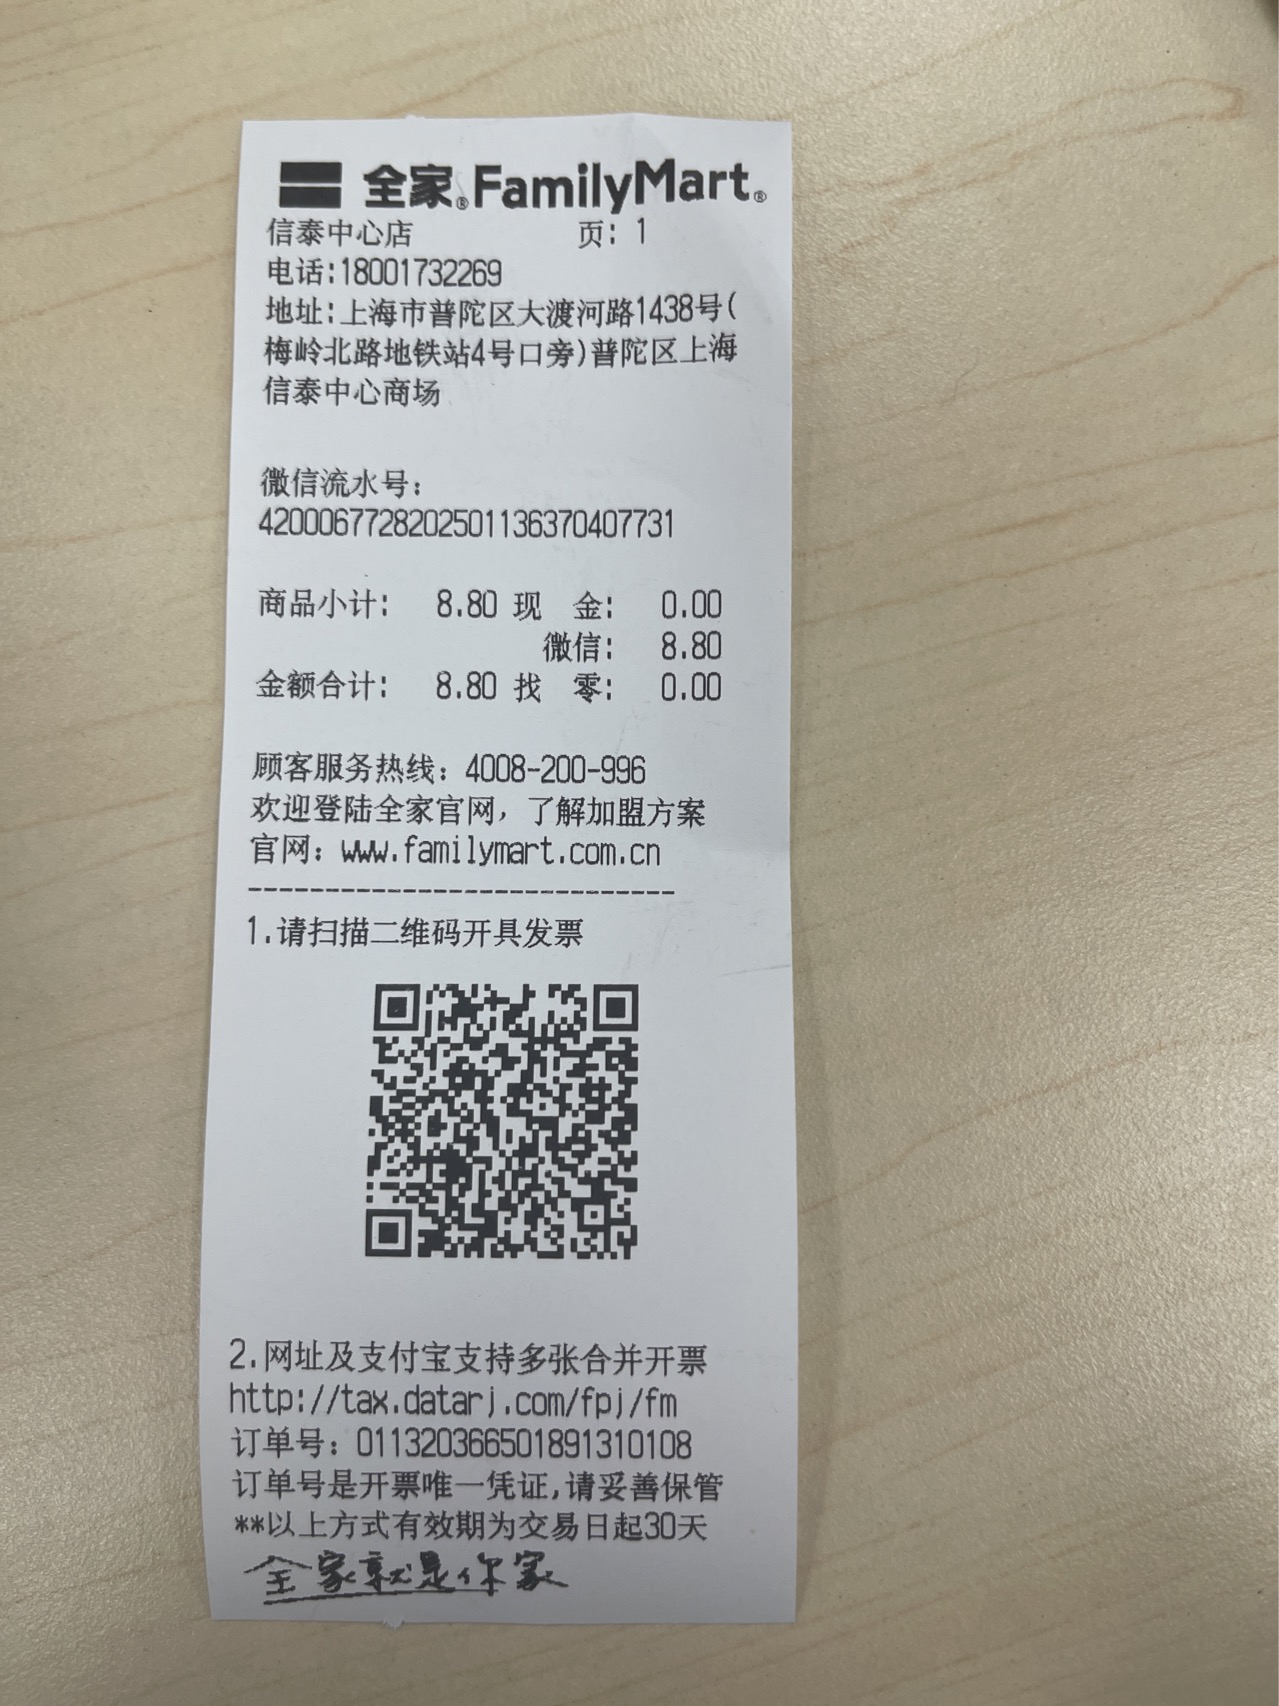 全家®FamilyMart®
信泰中心店 页: 1
电话:18001732269
地址:上海市普陀区大渡河路1438号(
梅岭北路地铁站4号口旁)普陀区上海
信泰中心商场
微信流水号:
4200067728202501136370407731
商品小计: 8.80 现 金: 0.00
微信: 8.80
金额合计: 8.80 找 零: 0.00
顾客服务热线: 4008-200-996
欢迎登陆全家官网, 了解加盟方案
官网: www.familymart.com.cn
----------------------------
1.请扫描二维码开具发票
2.网址及支付宝支持多张合并开票
http://tax.datarj.com/fpj/fm
订单号: 0113203665018913​10108
订单号是开票唯一凭证,请妥善保管
**以上方式有效期为交易日起30天
全家就是你家